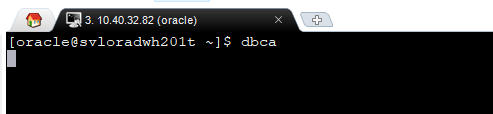 3. 10.40.32.82 (oracle)
[oracle@svloradwh201t ~]$ dbca